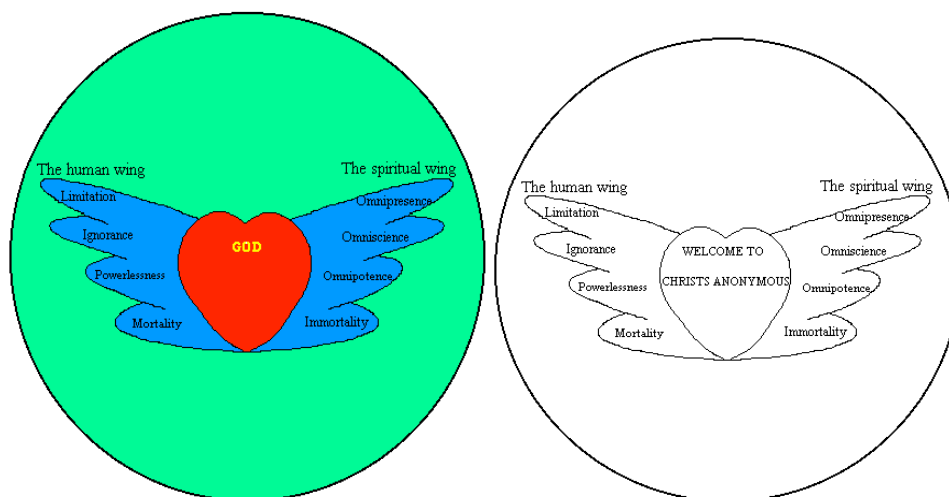 The human wing
The spiritual wing
Limitation
Omnipresence
Ignorance
GOD
Omniscience
Powerlessness
Omnipotence
Mortality
Immortality
The human wing
The spiritual wing
Limitation
Omnipresence
Ignorance
WELCOME TO
Omniscience
Powerlessness
CHRISTS ANONYMOUS
Omnipotence
Mortality
Immortality